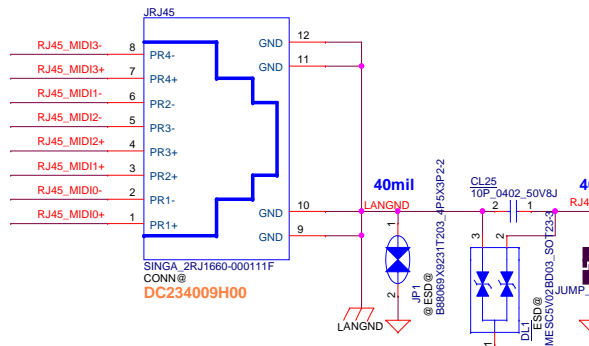 JRJ45
RJ45_MIDI3- 8 PR4- GND 12
RJ45_MIDI3+ 7 PR4+ GND 11
RJ45_MIDI1- 6 PR2-
RJ45_MIDI2- 5 PR3-
RJ45_MIDI2+ 4 PR3+
RJ45_MIDI1+ 3 PR2+
RJ45_MIDI0- 2 PR1- GND 10
RJ45_MIDI0+ 1 PR1+ GND 9
SINGA_2RJ1660-000111F
CONN@
DC234009H00
40mil
LANGND
1
2
JP1
@ESD@
B88069X9231T203_4P5X3P2-2
LANGND
CL25
10P_0402_50V8J
2 1
3 2
1
DL1
ESD@
MESC5V02BD03_SOT23-3
40
RJ4
JUMP_